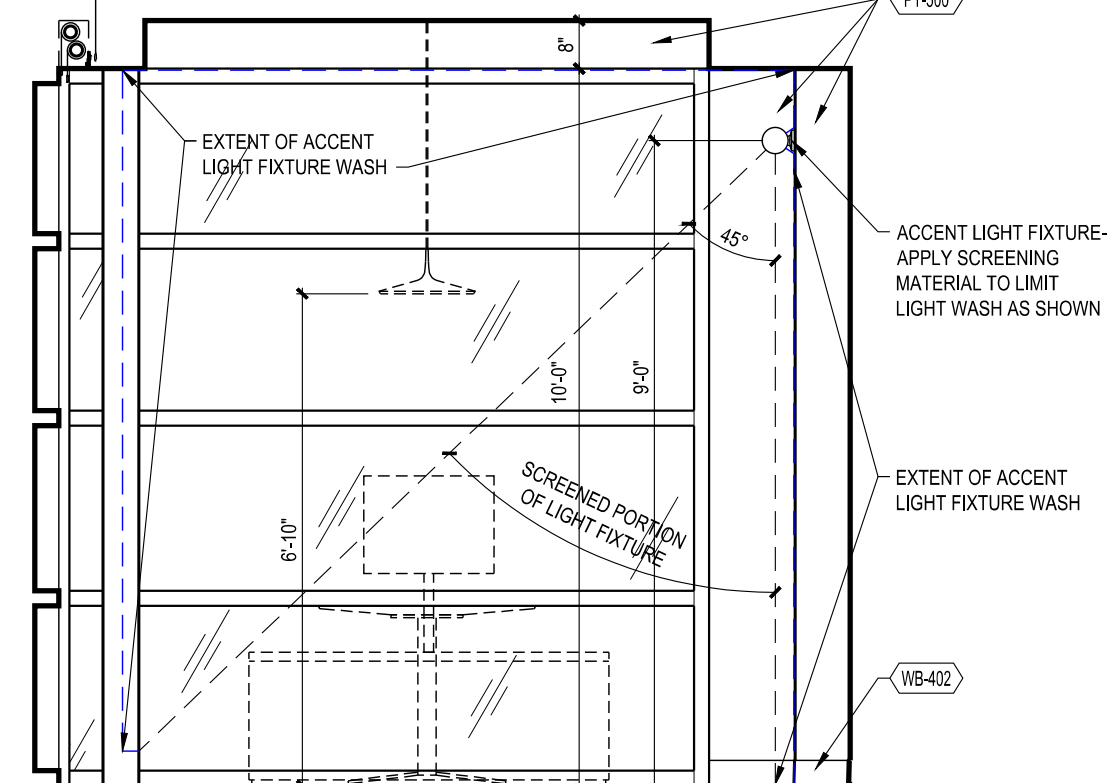 PT-300
8"
EXTENT OF ACCENT
LIGHT FIXTURE WASH
45°
ACCENT LIGHT FIXTURE-
APPLY SCREENING
MATERIAL TO LIMIT
LIGHT WASH AS SHOWN
10'-0"
9'-0"
6'-10"
SCREENED PORTION
OF LIGHT FIXTURE
EXTENT OF ACCENT
LIGHT FIXTURE WASH
WB-402